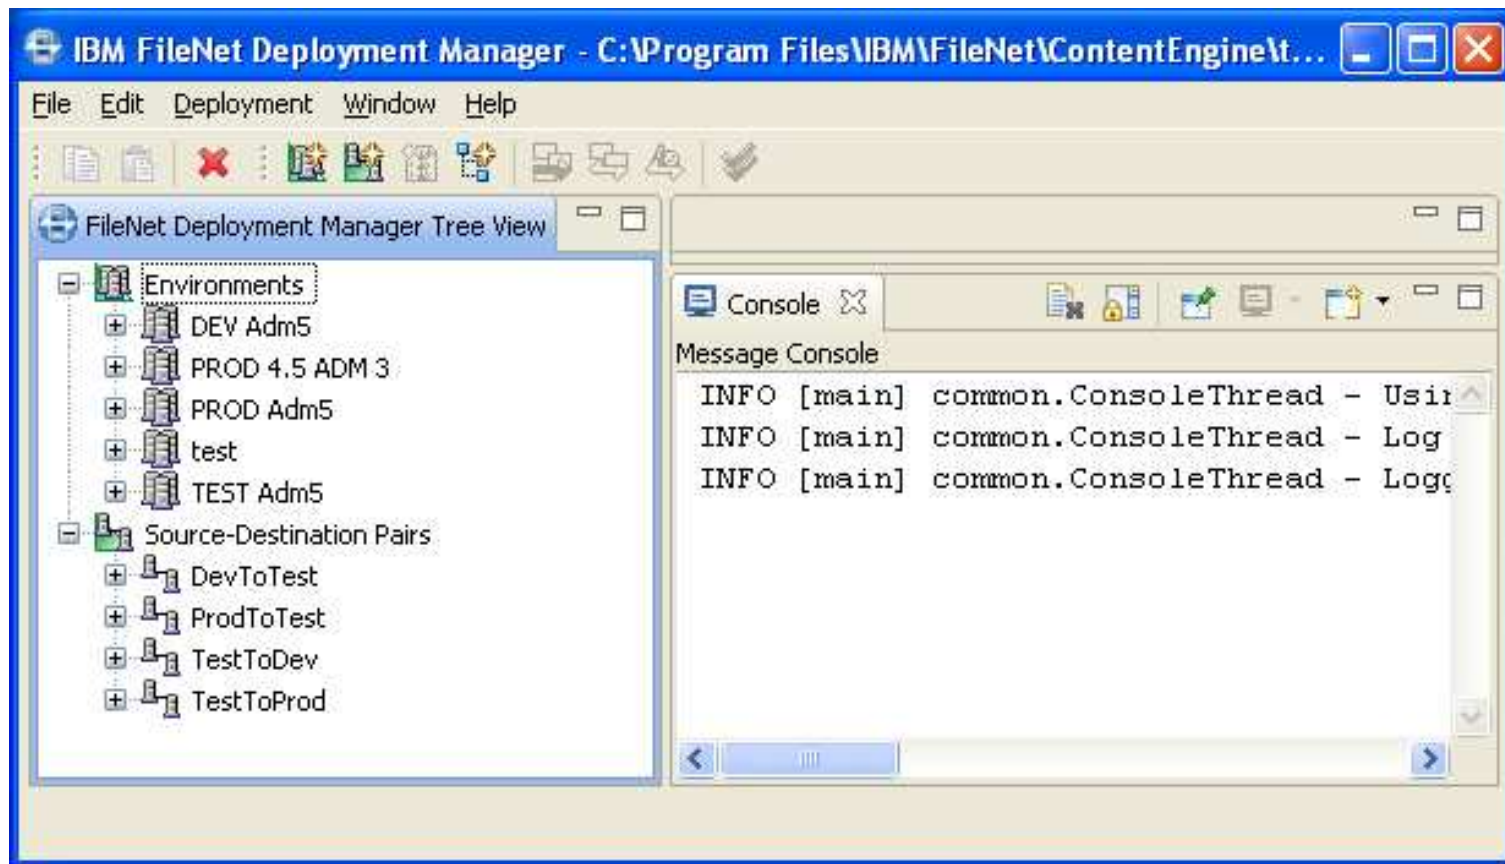 IBM FileNet Deployment Manager - C:\Program Files\IBM\FileNet\ContentEngine\t...
File Edit Deployment Window Help
FileNet Deployment Manager Tree View
Environments
DEV Adm5
PROD 4.5 ADM 3
PROD Adm5
test
TEST Adm5
Source-Destination Pairs
DevToTest
ProdToTest
TestToDev
TestToProd
Console
Message Console
INFO [main] common.ConsoleThread - Usin
INFO [main] common.ConsoleThread - Log
INFO [main] common.ConsoleThread - Logg